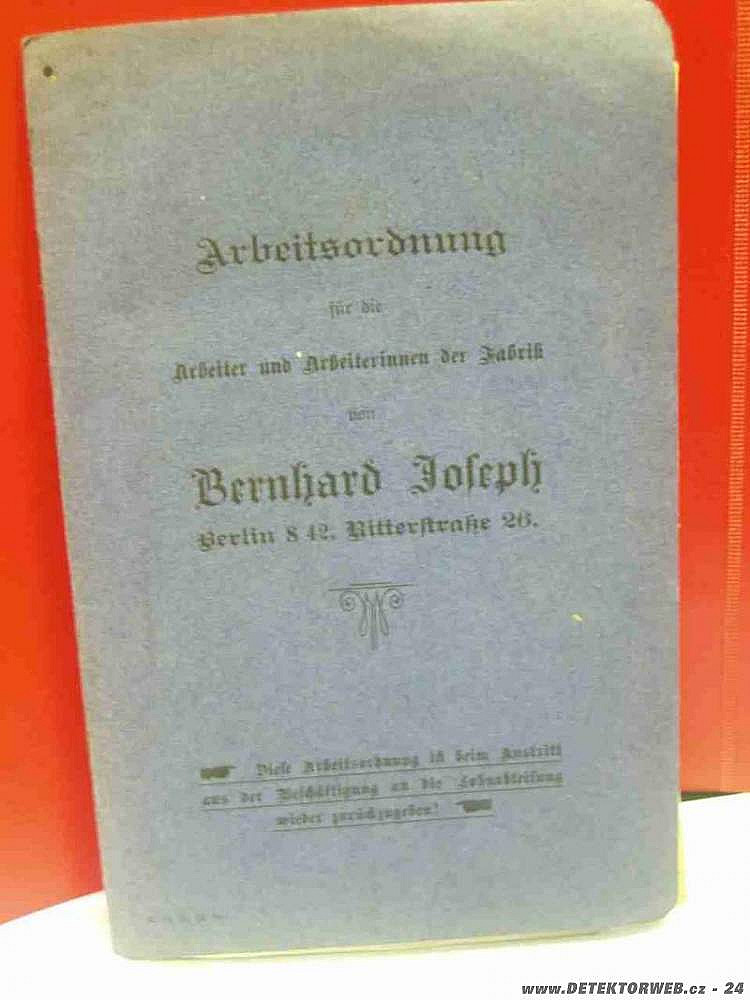 Arbeitsordnung
für die
Arbeiter und Arbeiterinnen der Fabrik
von
Bernhard Joseph
Berlin S 42, Ritterstraße 26.
Diese Arbeitsordnung ist beim Austritt
aus der Beschäftigung an die Lohnabteilung
wieder zurückzugeben!
www.DETEKTORWEB.cz - 24